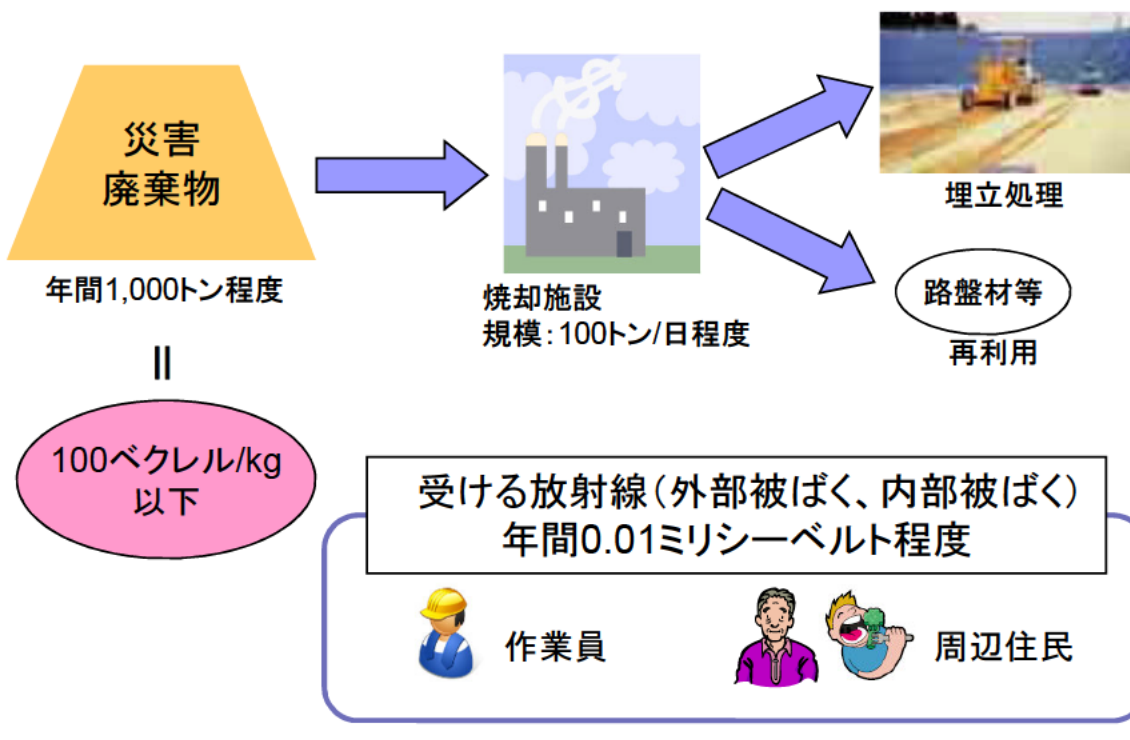 災害
廃棄物
年間1,000トン程度
=
100ベクレル/kg
以下
焼却施設
規模：100トン/日程度
埋立処理
路盤材等
再利用
受ける放射線（外部被ばく、内部被ばく）
年間0.01ミリシーベルト程度
作業員
周辺住民